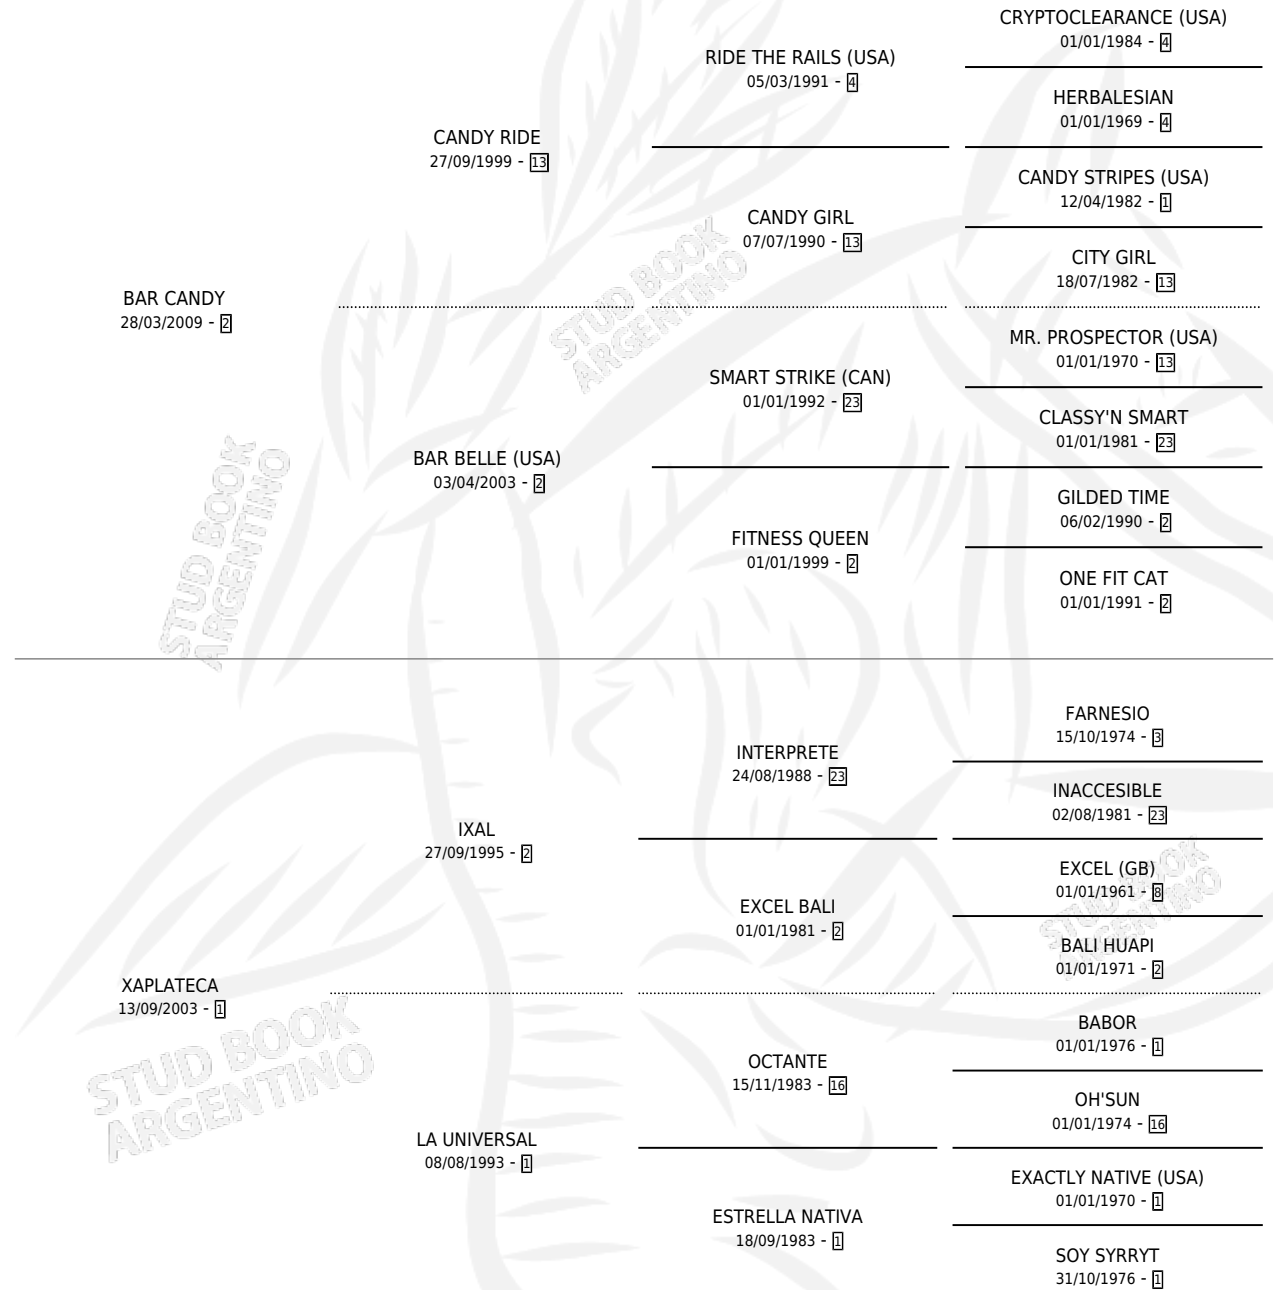 CRYPTOCLEARANCE (USA)
01/01/1984 - 4
RIDE THE RAILS (USA)
05/03/1991 - 4
HERBALESIAN
01/01/1969 - 4
CANDY RIDE
27/09/1999 - 13
CANDY STRIPES (USA)
12/04/1982 - 1
CANDY GIRL
07/07/1990 - 13
CITY GIRL
18/07/1982 - 13
BAR CANDY
28/03/2009 - 2
MR. PROSPECTOR (USA)
01/01/1970 - 13
SMART STRIKE (CAN)
01/01/1992 - 23
CLASSY'N SMART
01/01/1981 - 23
BAR BELLE (USA)
03/04/2003 - 2
GILDED TIME
06/02/1990 - 2
FITNESS QUEEN
01/01/1999 - 2
ONE FIT CAT
01/01/1991 - 2
STUD BOOK
ARGENTINO
STUD BOOK
ARGENTINO
FARNESIO
15/10/1974 - 3
INTERPRETE
24/08/1988 - 23
INACCESIBLE
02/08/1981 - 23
IXAL
27/09/1995 - 2
EXCEL (GB)
01/01/1961 - 8
EXCEL BALI
01/01/1981 - 2
BALI HUAPI
01/01/1971 - 2
XAPLATECA
13/09/2003 - 1
BABOR
01/01/1976 - 1
OCTANTE
15/11/1983 - 16
OH'SUN
01/01/1974 - 16
LA UNIVERSAL
08/08/1993 - 1
EXACTLY NATIVE (USA)
01/01/1970 - 1
ESTRELLA NATIVA
18/09/1983 - 1
SOY SYRRYT
31/10/1976 - 1
STUD BOOK
ARGENTINO
STUD BOOK
ARGENTINO